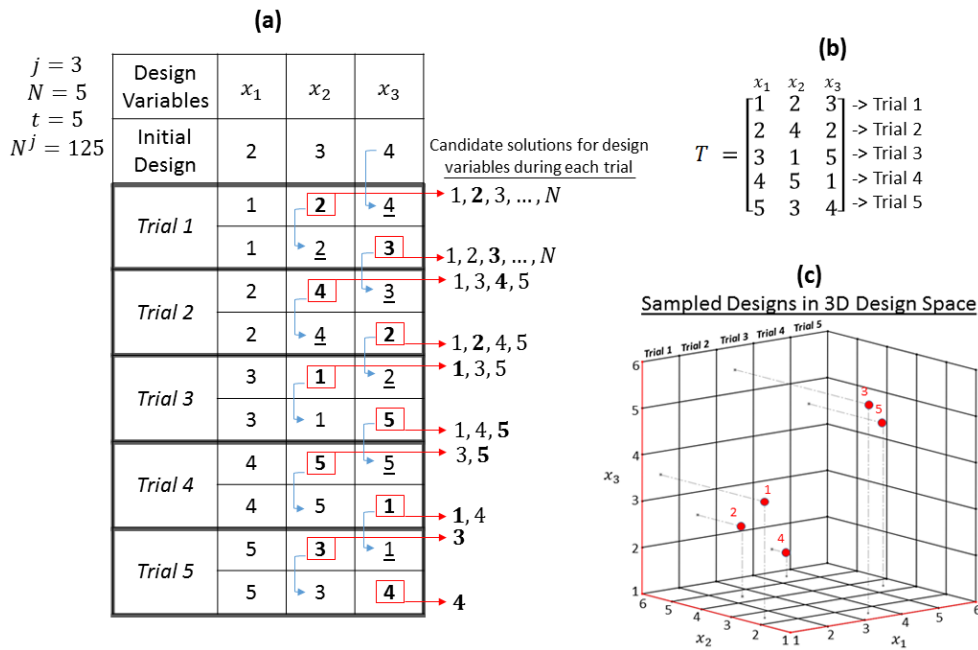 (a)
j = 3
N = 5
t = 5
N^j = 125
Design Variables x₁ x₂ x₃
Initial Design 2 3 4
Candidate solutions for design
variables during each trial
Trial 1
1 2 4
1, 2, 3, … , N
1 2 3
1, 2, 3, … , N
Trial 2
2 4 3
1, 3, 4, 5
2 4 2
1, 2, 4, 5
Trial 3
3 1 2
1, 3, 5
3 1 5
1, 4, 5
Trial 4
4 5 5
3, 5
4 5 1
1, 4
Trial 5
5 3 1
3
5 3 4
4
(b)
x₁ x₂ x₃
T =
1 2 3 -> Trial 1
2 4 2 -> Trial 2
3 1 5 -> Trial 3
4 5 1 -> Trial 4
5 3 4 -> Trial 5
(c)
Sampled Designs in 3D Design Space
Trial 1 Trial 2 Trial 3 Trial 4 Trial 5
6
5
4
3
2
1
x₃
3
5
1
2
4
6 5 4 3 2 1
x₂
1 2 3 4 5 6
x₁